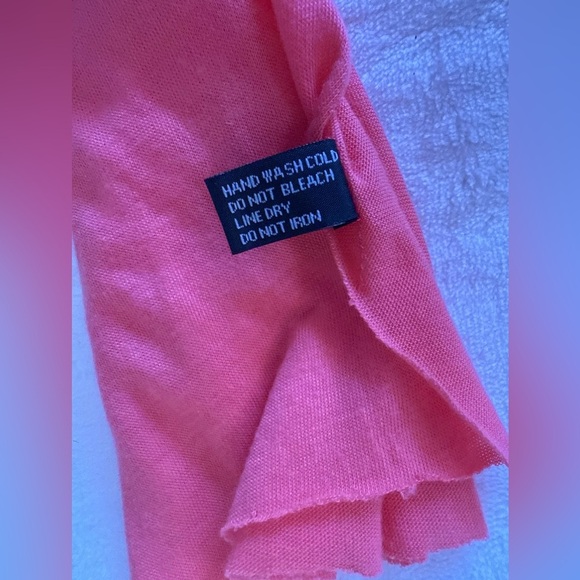 HAND WASH COLD
DO NOT BLEACH
LINE DRY
DO NOT IRON